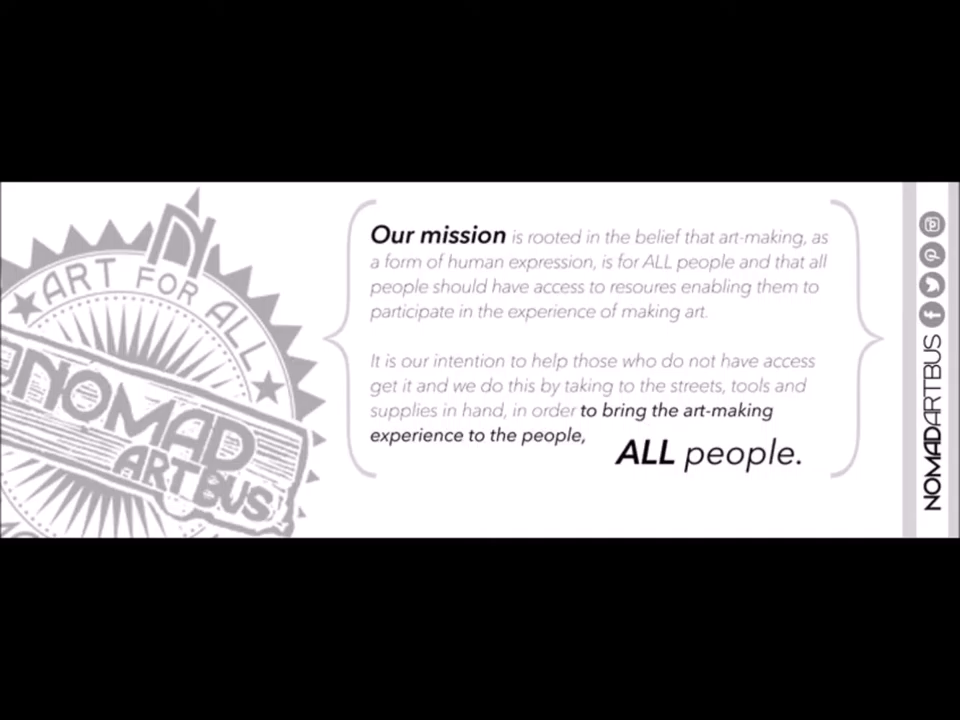 ART FOR ALL
NOMAD
ART BUS
Our mission is rooted in the belief that art-making, as
a form of human expression, is for ALL people and that all
people should have access to resoures enabling them to
participate in the experience of making art.
It is our intention to help those who do not have access
get it and we do this by taking to the streets, tools and
supplies in hand, in order to bring the art-making
experience to the people,
ALL people.
NOMADARTBUS